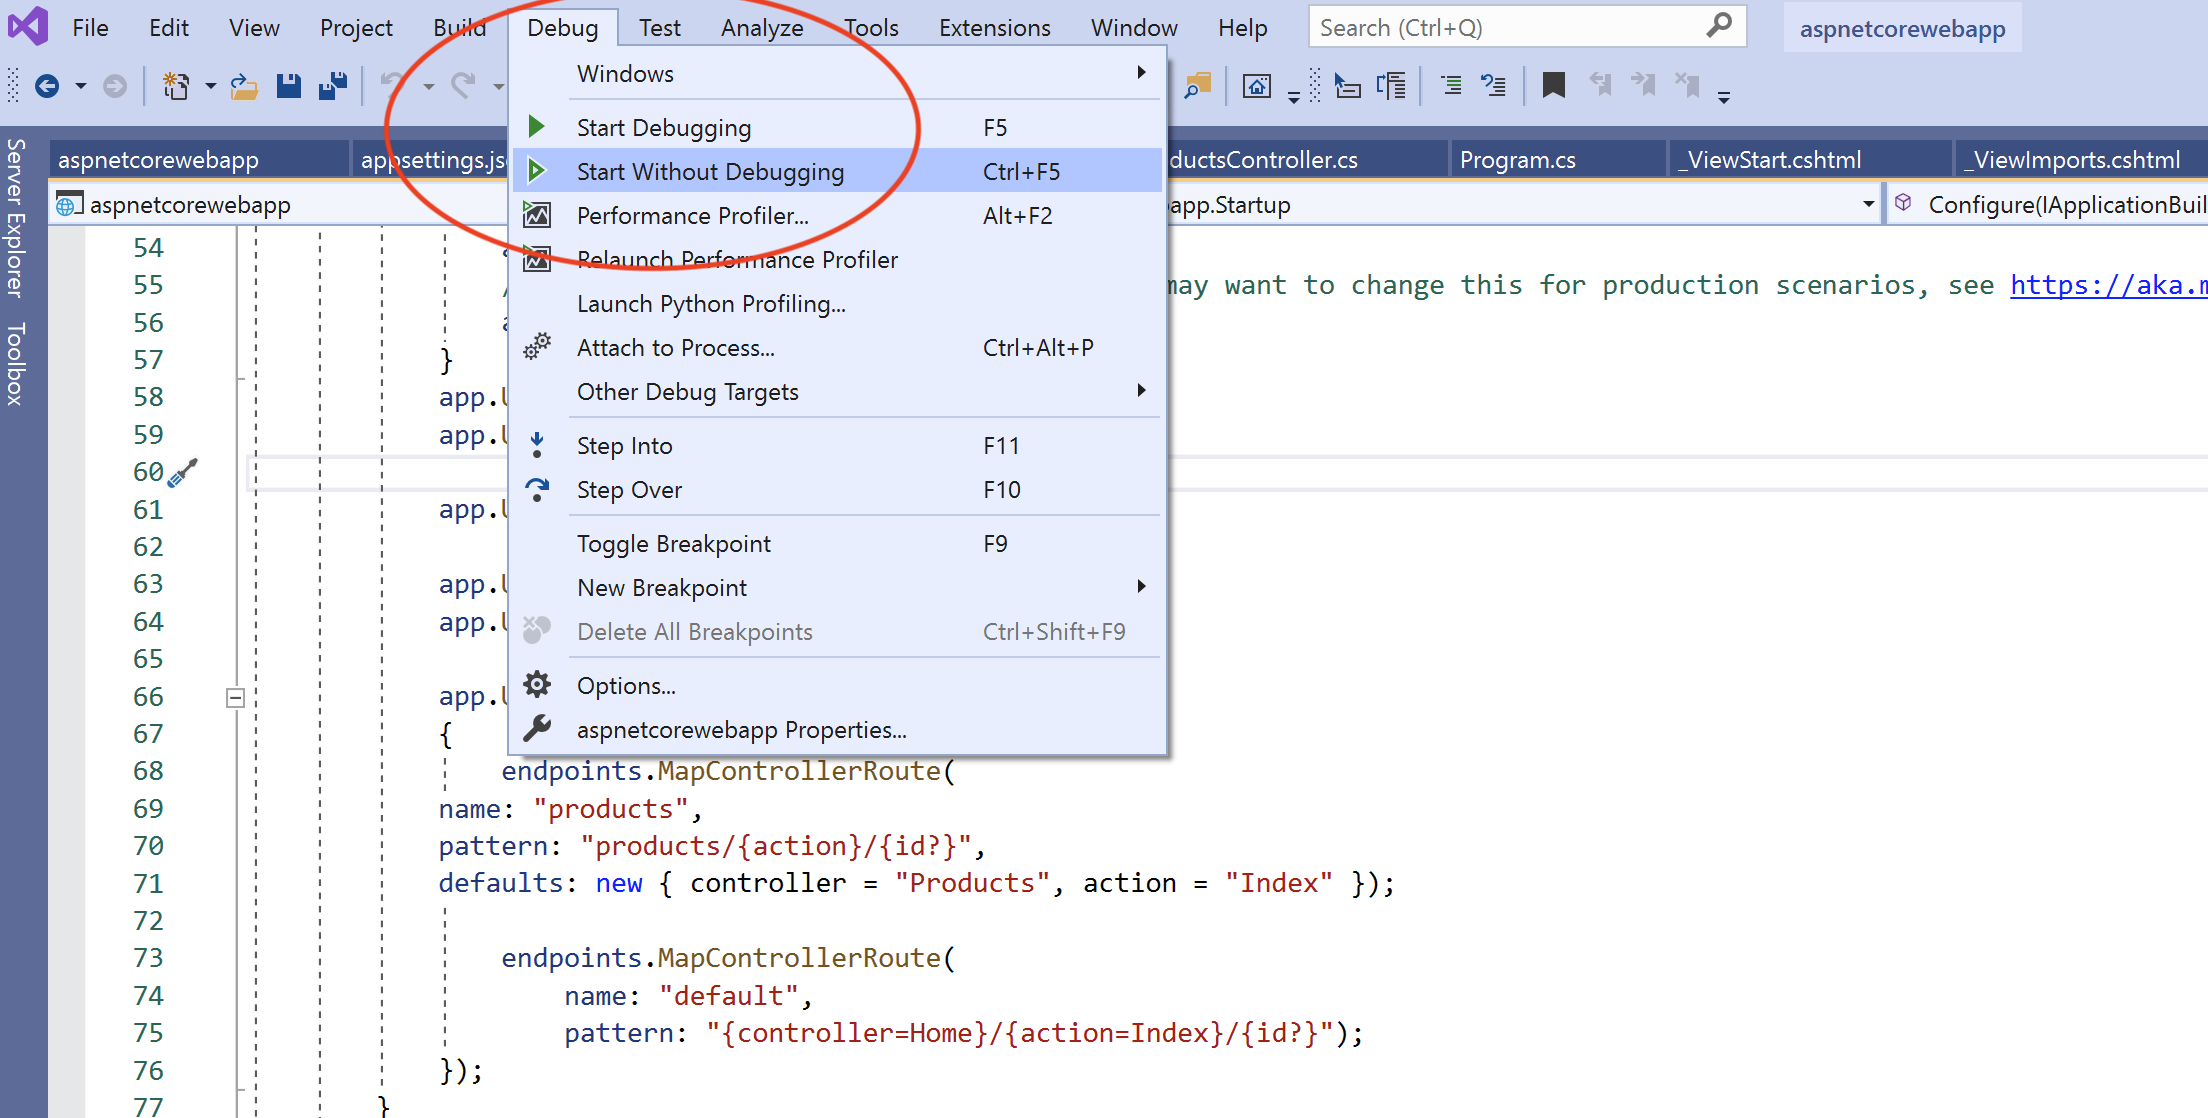 File Edit View Project Build Debug Test Analyze Tools Extensions Window Help Search (Ctrl+Q) aspnetcorewebapp
Server Explorer
Toolbox
aspnetcorewebapp appsettings.js ductsController.cs Program.cs _ViewStart.cshtml _ViewImports.cshtml
aspnetcorewebapp app.Startup Configure(IApplicationBuil
Windows
Start Debugging F5
Start Without Debugging Ctrl+F5
Performance Profiler... Alt+F2
Relaunch Performance Profiler
Launch Python Profiling...
Attach to Process... Ctrl+Alt+P
Other Debug Targets
Step Into F11
Step Over F10
Toggle Breakpoint F9
New Breakpoint
Delete All Breakpoints Ctrl+Shift+F9
Options...
aspnetcorewebapp Properties...
54
55 may want to change this for production scenarios, see https://aka.m
56
57 }
58 app.
59 app.
60
61 app.
62
63 app.
64 app.
65
66 app.
67 {
68 endpoints.MapControllerRoute(
69 name: "products",
70 pattern: "products/{action}/{id?}",
71 defaults: new { controller = "Products", action = "Index" });
72
73 endpoints.MapControllerRoute(
74 name: "default",
75 pattern: "{controller=Home}/{action=Index}/{id?}");
76 });
77 }